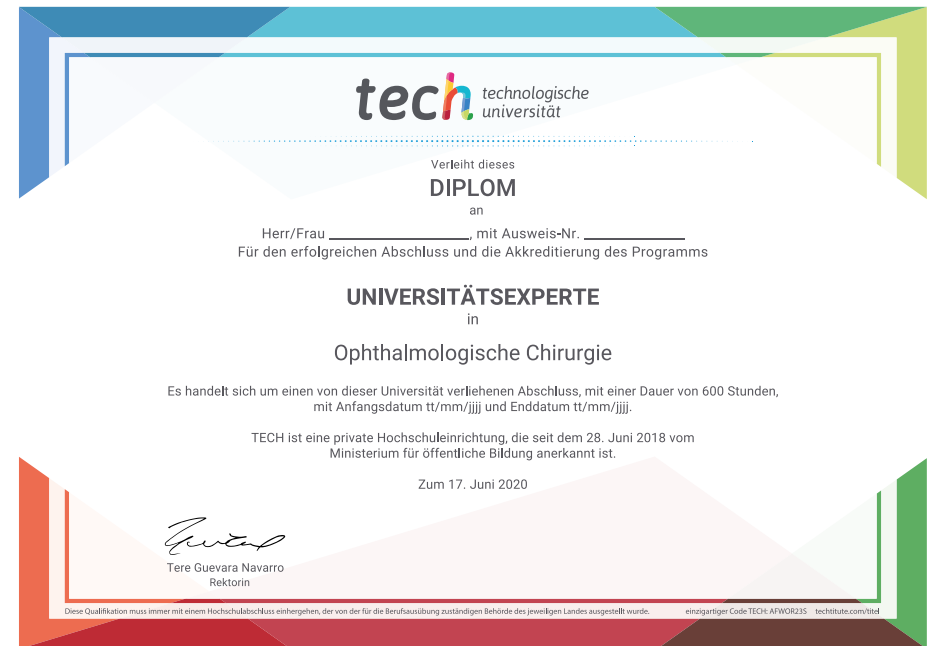 tech technologische
universität
Verleiht dieses
DIPLOM
an
Herr/Frau ____________________, mit Ausweis-Nr. ______________
Für den erfolgreichen Abschluss und die Akkreditierung des Programms
UNIVERSITÄTSEXPERTE
in
Ophthalmologische Chirurgie
Es handelt sich um einen von dieser Universität verliehenen Abschluss, mit einer Dauer von 600 Stunden,
mit Anfangsdatum tt/mm/jjjj und Enddatum tt/mm/jjjj.
TECH ist eine private Hochschuleinrichtung, die seit dem 28. Juni 2018 vom
Ministerium für öffentliche Bildung anerkannt ist.
Zum 17. Juni 2020
Tere Guevara Navarro
Rektorin
Diese Qualifikation muss immer mit einem Hochschulabschluss einhergehen, der von der für die Berufsausübung zuständigen Behörde des jeweiligen Landes ausgestellt wurde. einzigartiger Code TECH: AFWOR23S techtitute.com/titel